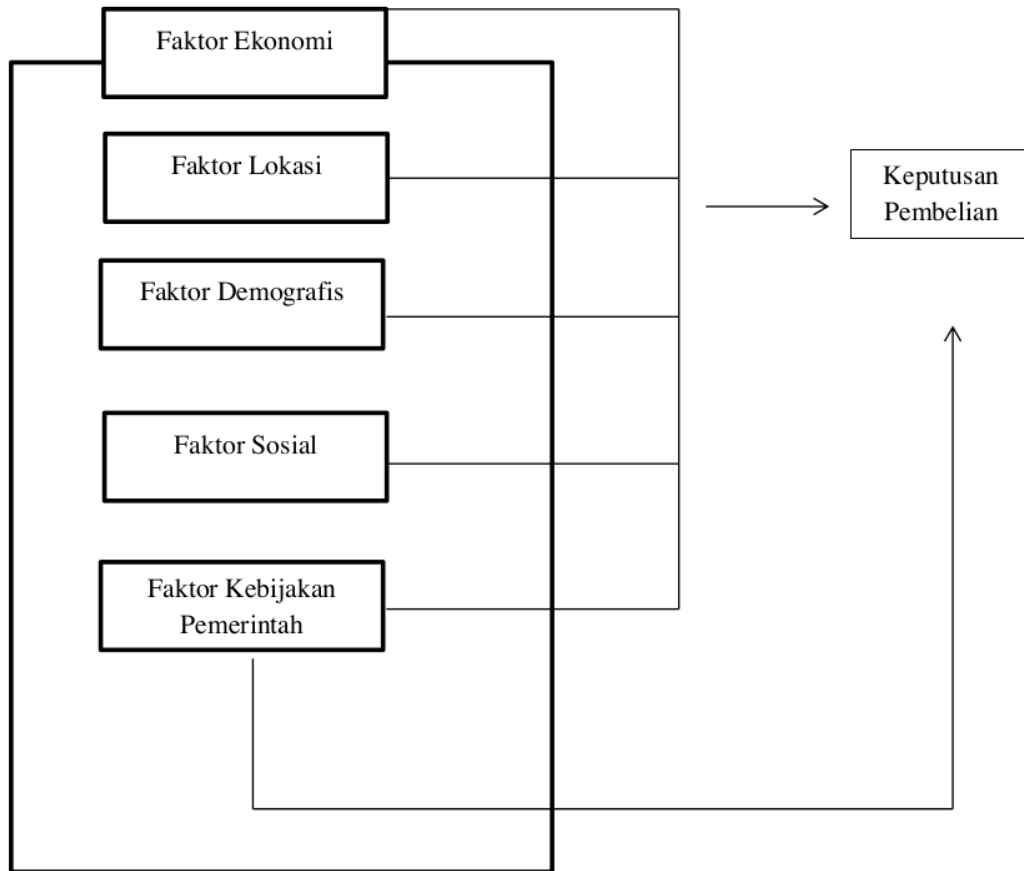 Faktor Ekonomi
Faktor Lokasi
Keputusan
Pembelian
Faktor Demografis
Faktor Sosial
Faktor Kebijakan
Pemerintah